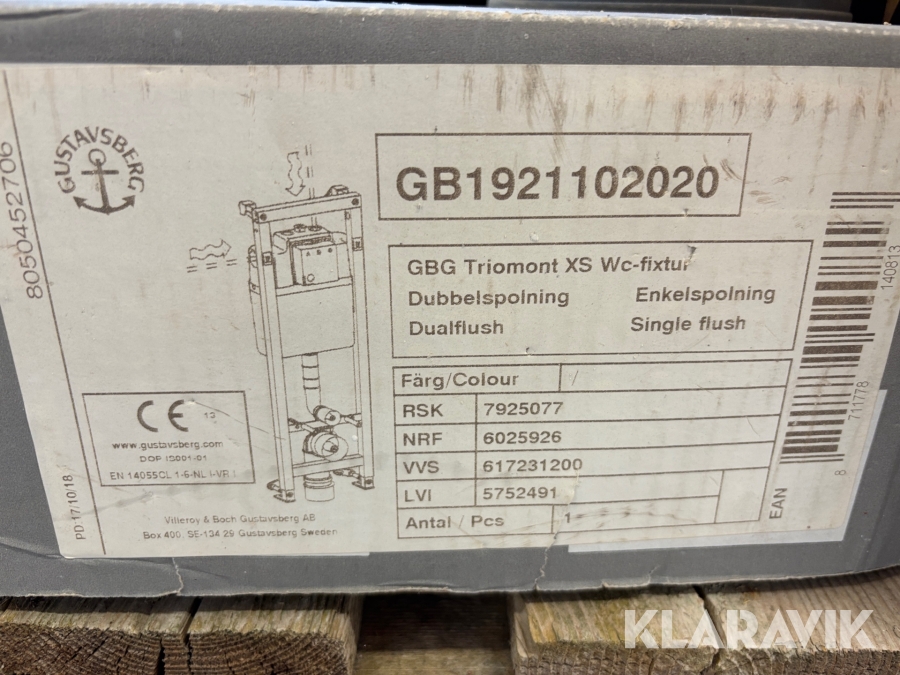 GUSTAVSBERG
8050452706
GB1921102020
GBG Triomont XS Wc-fixtur
Dubbelspolning Enkelspolning
Dualflush Single flush
Färg/Colour /
RSK 7925077
NRF 6025926
VVS 617231200
LVI 5752491
Antal / Pcs 1
CE 13
www.gustavsberg.com
DOP IS001-01
EN 14055CL 1-6-NL I-VR I
PD 17/10/18
Villeroy & Boch Gustavsberg AB
Box 400, SE-134 29 Gustavsberg Sweden
EAN
8 711778 140813
KLARAVIK